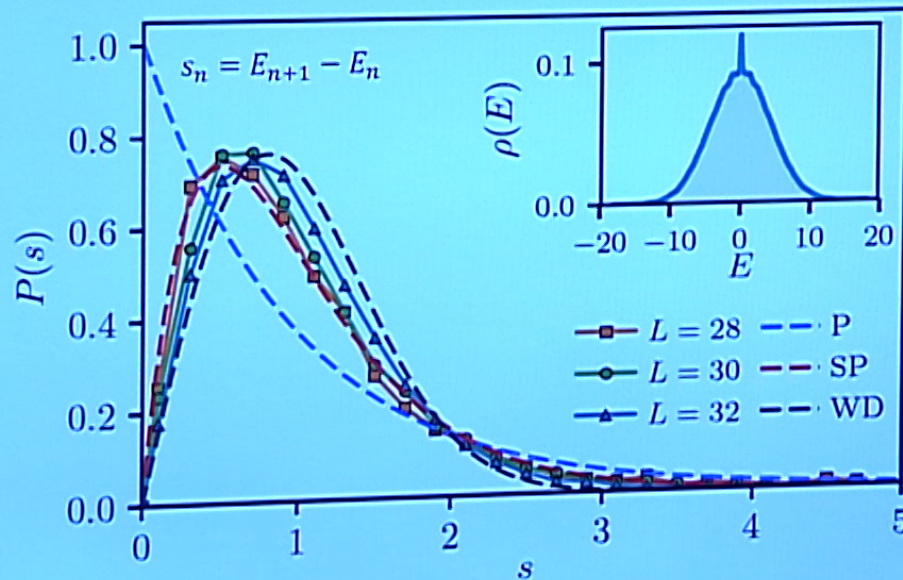 1.0
0.8
0.6
0.4
0.2
0.0
P(s)
s_n = E_{n+1} − E_n
0 1 2 3 4 5
s
0.1
0.0
ρ(E)
−20 −10 0 10 20
E
L = 28 P
L = 30 SP
L = 32 WD